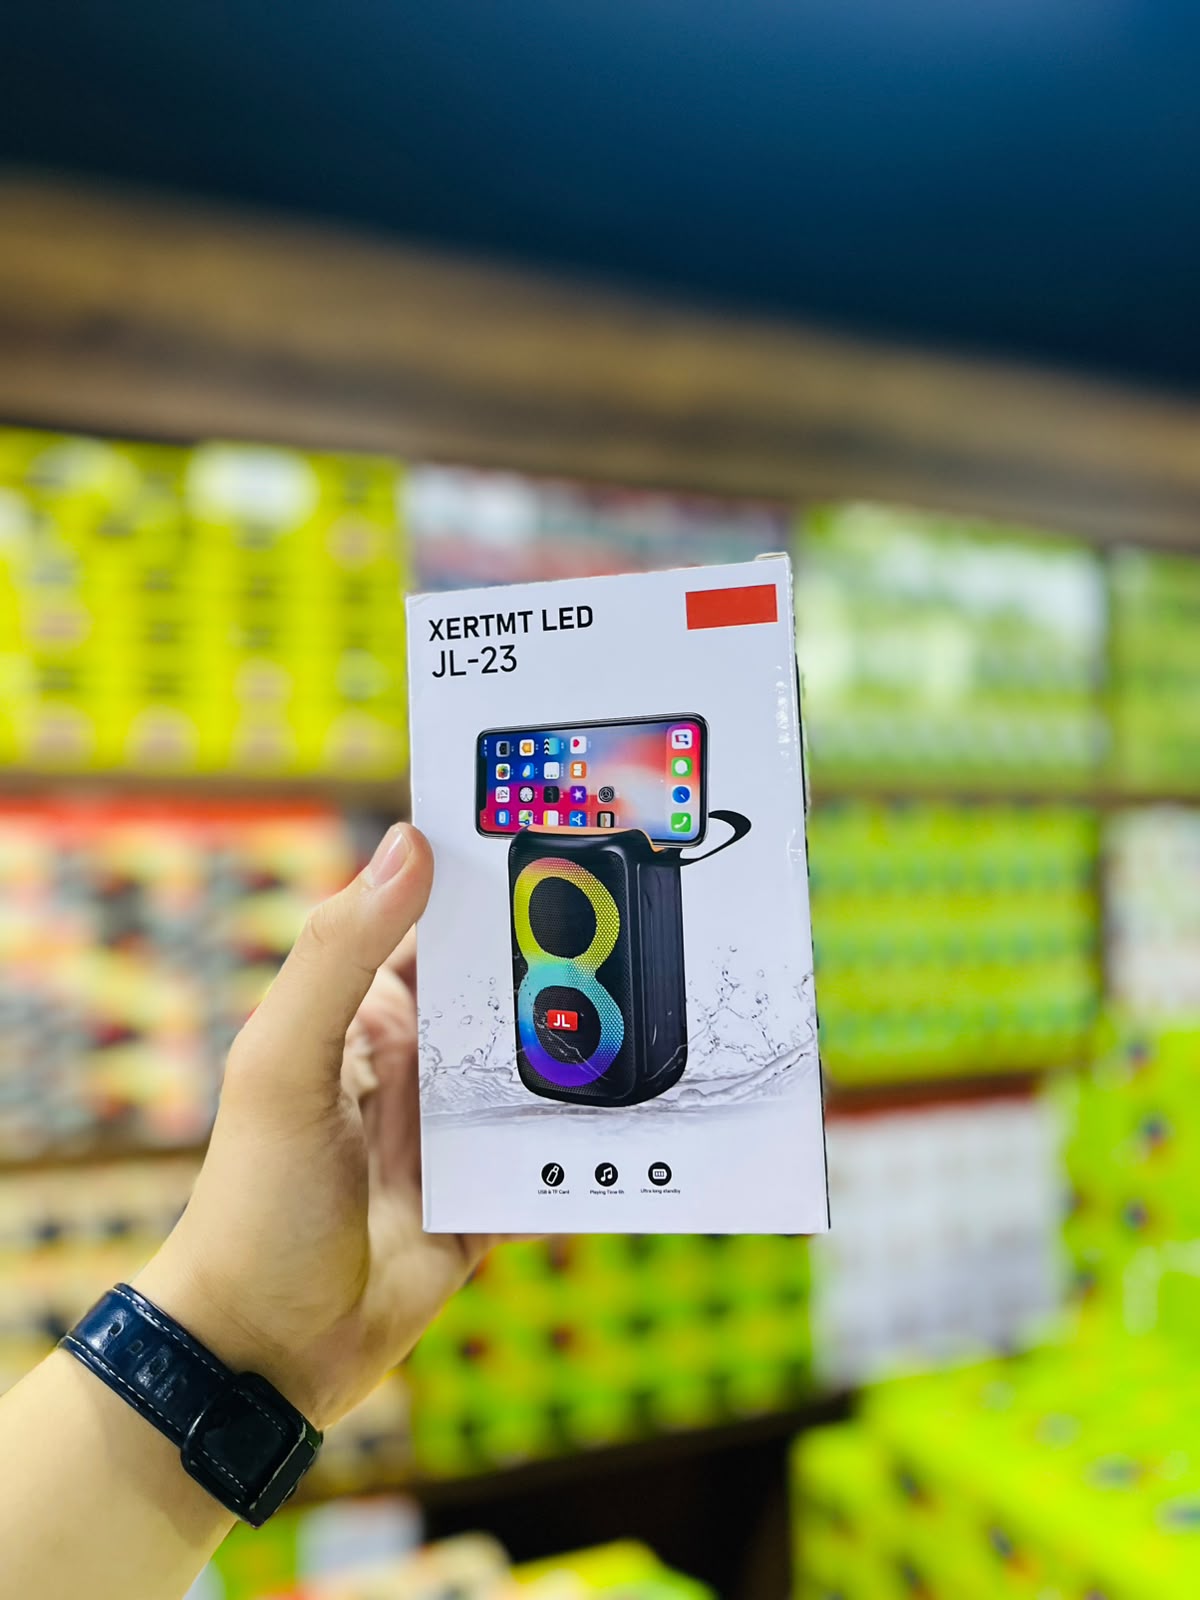 XERTMT LED
JL-23
JL
USB & TF Card
Playing Time 6h
Ultra long standby